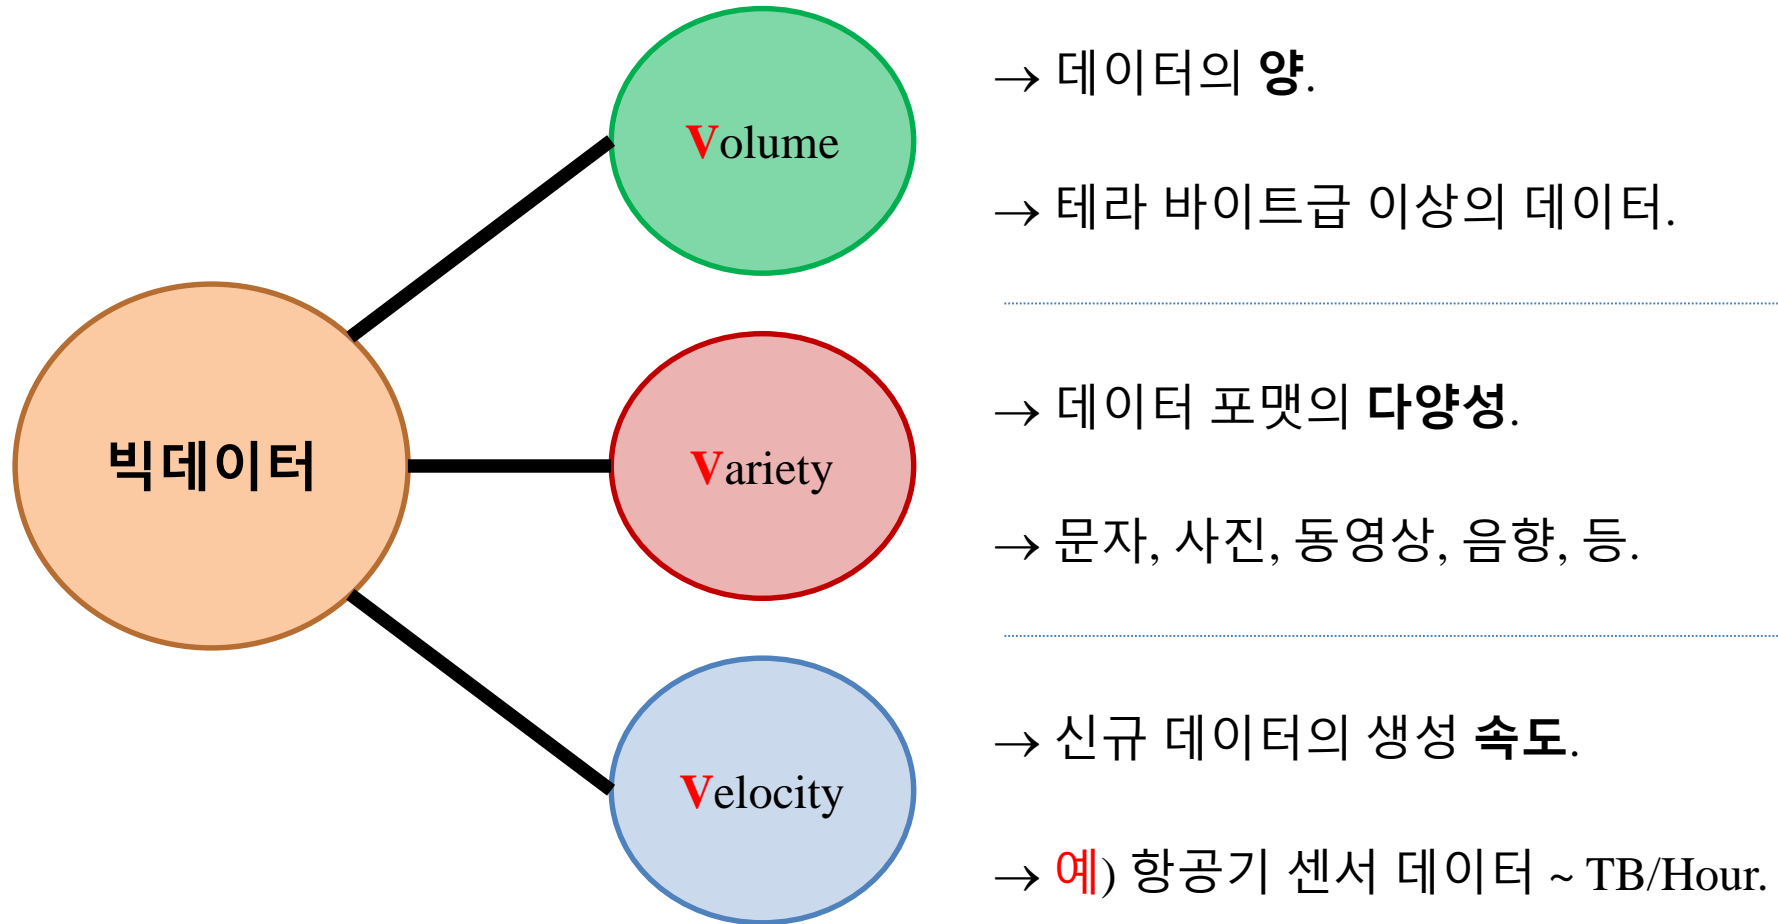 빅데이터
Volume
→ 데이터의 양.
→ 테라 바이트급 이상의 데이터.
Variety
→ 데이터 포맷의 다양성.
→ 문자, 사진, 동영상, 음향, 등.
Velocity
→ 신규 데이터의 생성 속도.
→ 예) 항공기 센서 데이터 ~ TB/Hour.